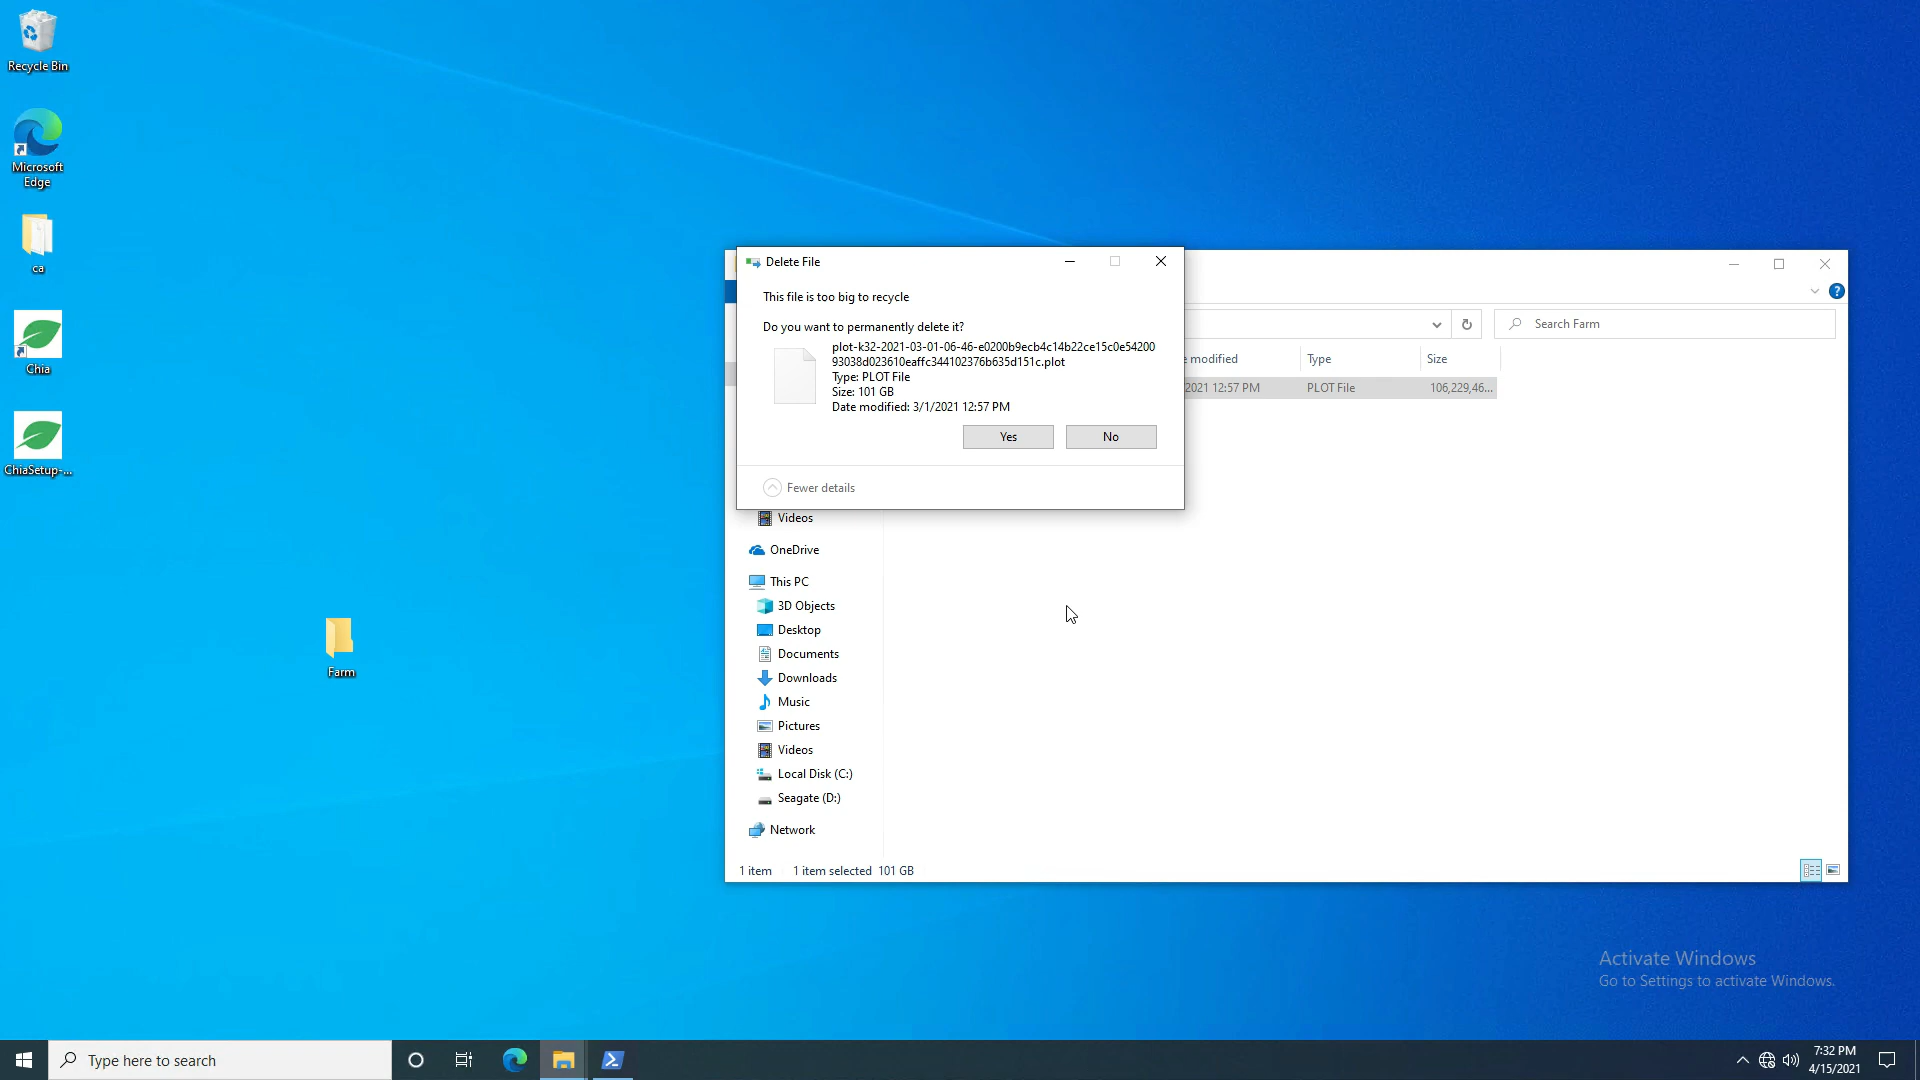 Recycle Bin
Microsoft
Edge
ca
Chia
ChiaSetup-...
Farm
Delete File
This file is too big to recycle
Do you want to permanently delete it?
plot-k32-2021-03-01-06-46-e0200b9ecb4c14b22ce15c0e54200
93038d023610eaffc344102376b635d151c.plot
Type: PLOT File
Size: 101 GB
Date modified: 3/1/2021 12:57 PM
Yes
No
Fewer details
Search Farm
e modified
Type
Size
2021 12:57 PM
PLOT File
106,229,46...
Videos
OneDrive
This PC
3D Objects
Desktop
Documents
Downloads
Music
Pictures
Videos
Local Disk (C:)
Seagate (D:)
Network
1 item
1 item selected 101 GB
Activate Windows
Go to Settings to activate Windows.
Type here to search
7:32 PM
4/15/2021